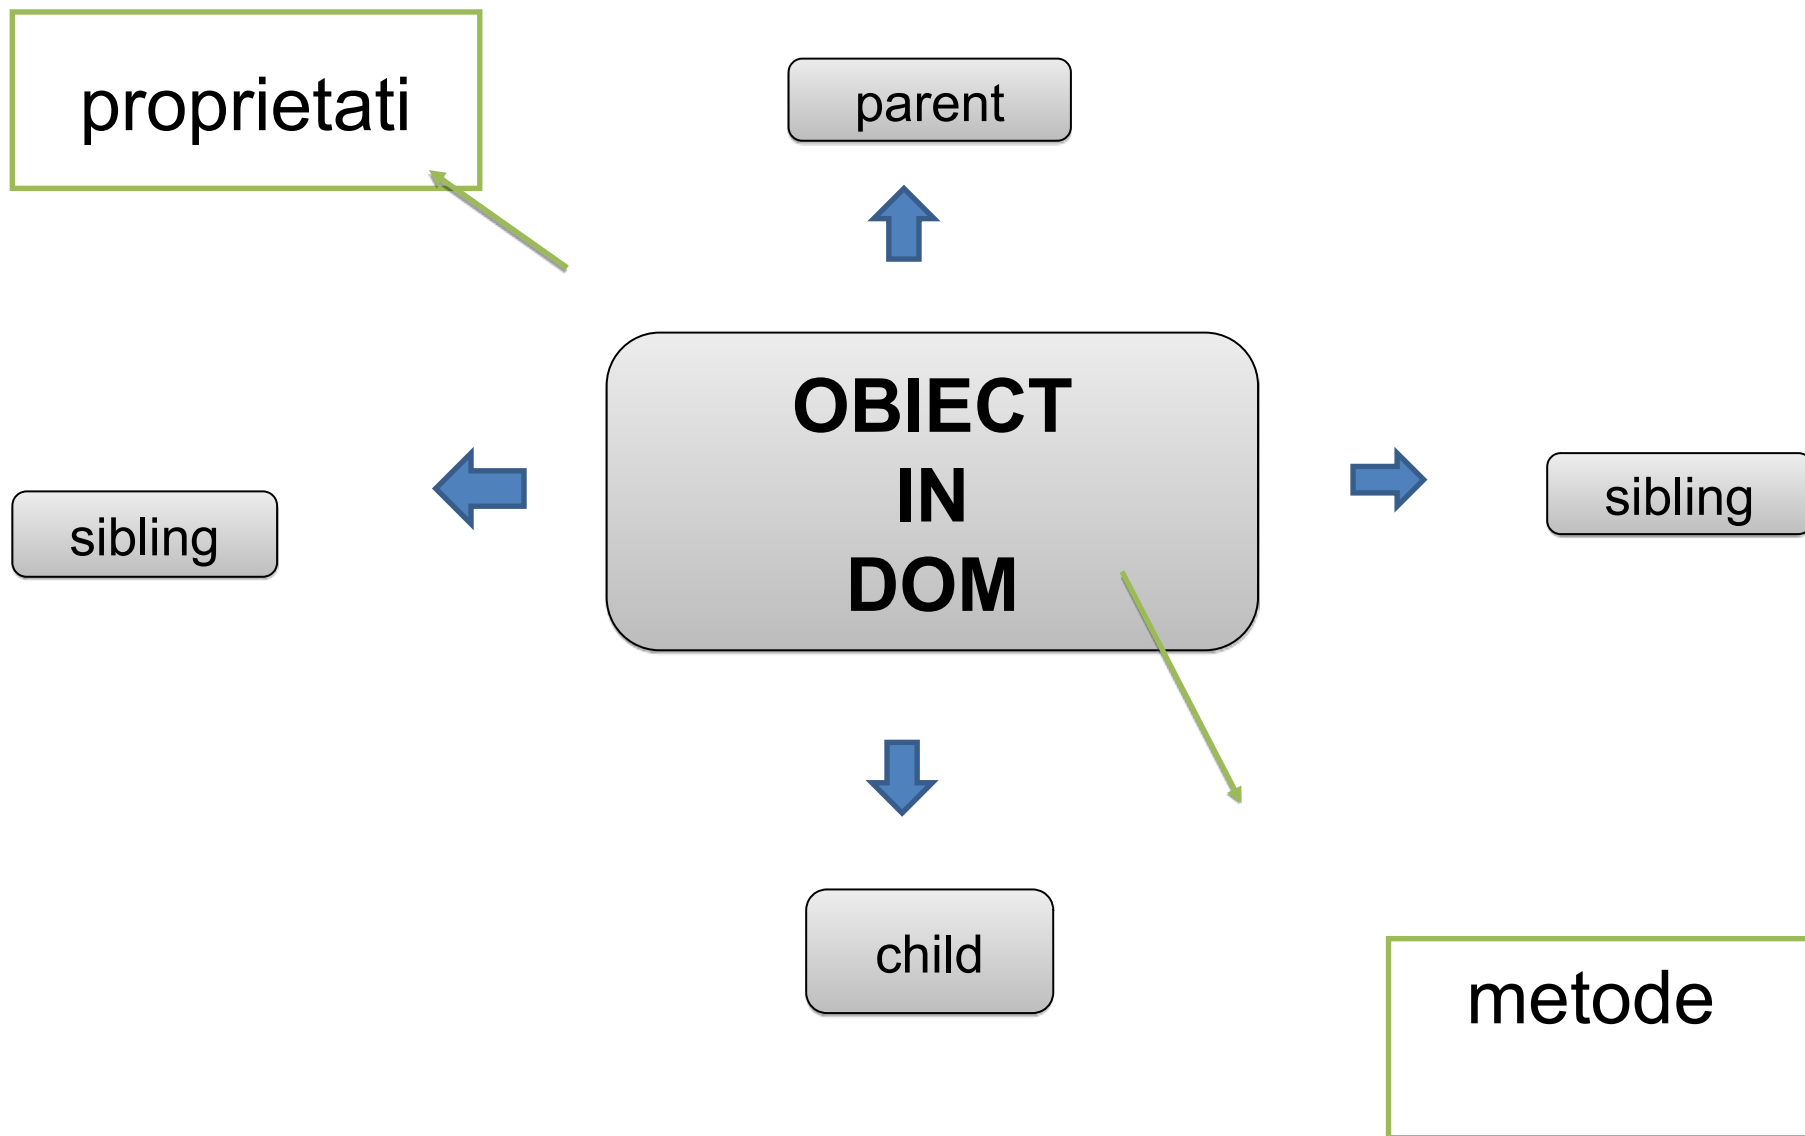 proprietati
parent
OBIECT
IN
DOM
sibling
sibling
child
metode